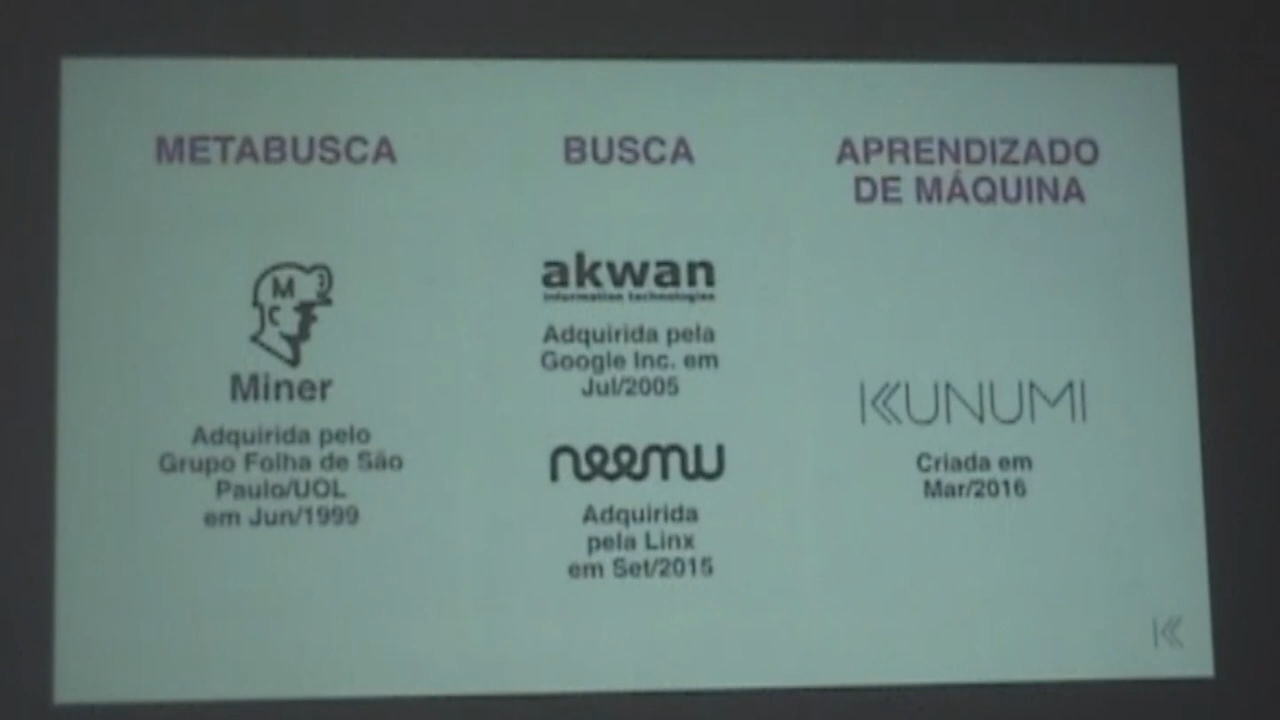 METABUSCA
M
C
Miner
Adquirida pelo
Grupo Folha de São
Paulo/UOL
em Jun/1999
BUSCA
akwan
information technologies
Adquirida pela
Google Inc. em
Jul/2005
neemu
Adquirida
pela Linx
em Set/2015
APRENDIZADO
DE MÁQUINA
KUNUMI
Criada em
Mar/2016
K